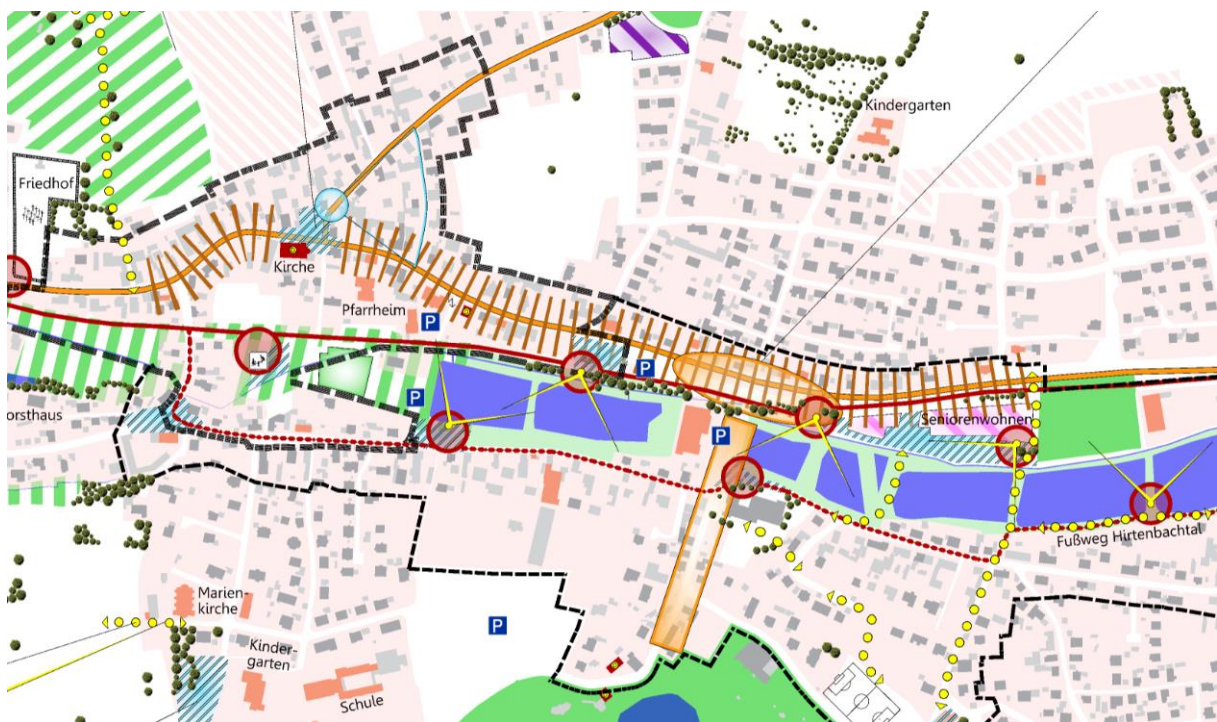 Kindergarten
Friedhof
Kirche
Pfarrheim
P
P
P
orsthaus
Seniorenwohnen
P
Fußweg Hirtenbachtal
Marien-
kirche
P
Kinder-
garten
Schule